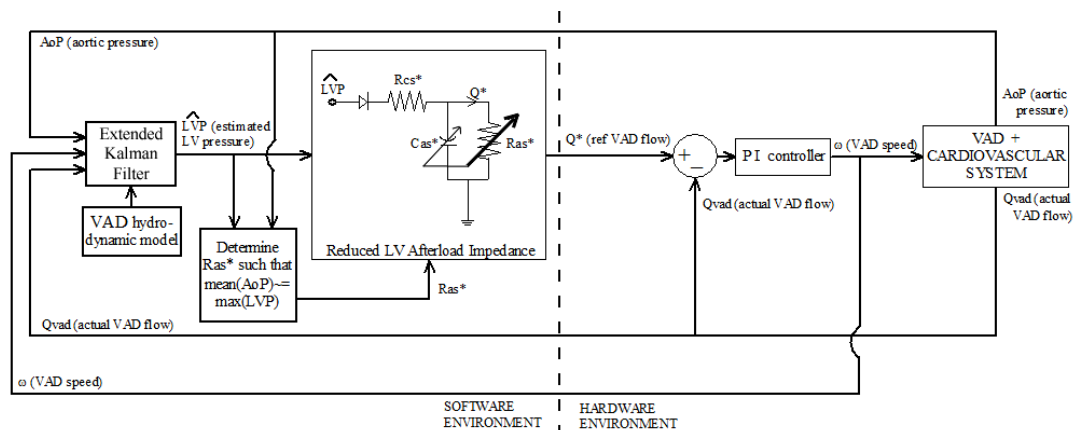 AoP (aortic pressure)
Extended
Kalman
Filter
^
LVP (estimated
LV pressure)
VAD hydro-
dynamic model
Determine
Ras* such that
mean(AoP)~=
max(LVP)
Ras*
^
LVP
Rcs*
Q*
Cas*
Ras*
Reduced LV Afterload Impedance
Q* (ref VAD flow)
+
−
PI controller
ω (VAD speed)
Qvad (actual VAD flow)
AoP (aortic
pressure)
VAD +
CARDIOVASCULAR
SYSTEM
Qvad (actual
VAD flow)
Qvad (actual VAD flow)
ω (VAD speed)
SOFTWARE
ENVIRONMENT
HARDWARE
ENVIRONMENT